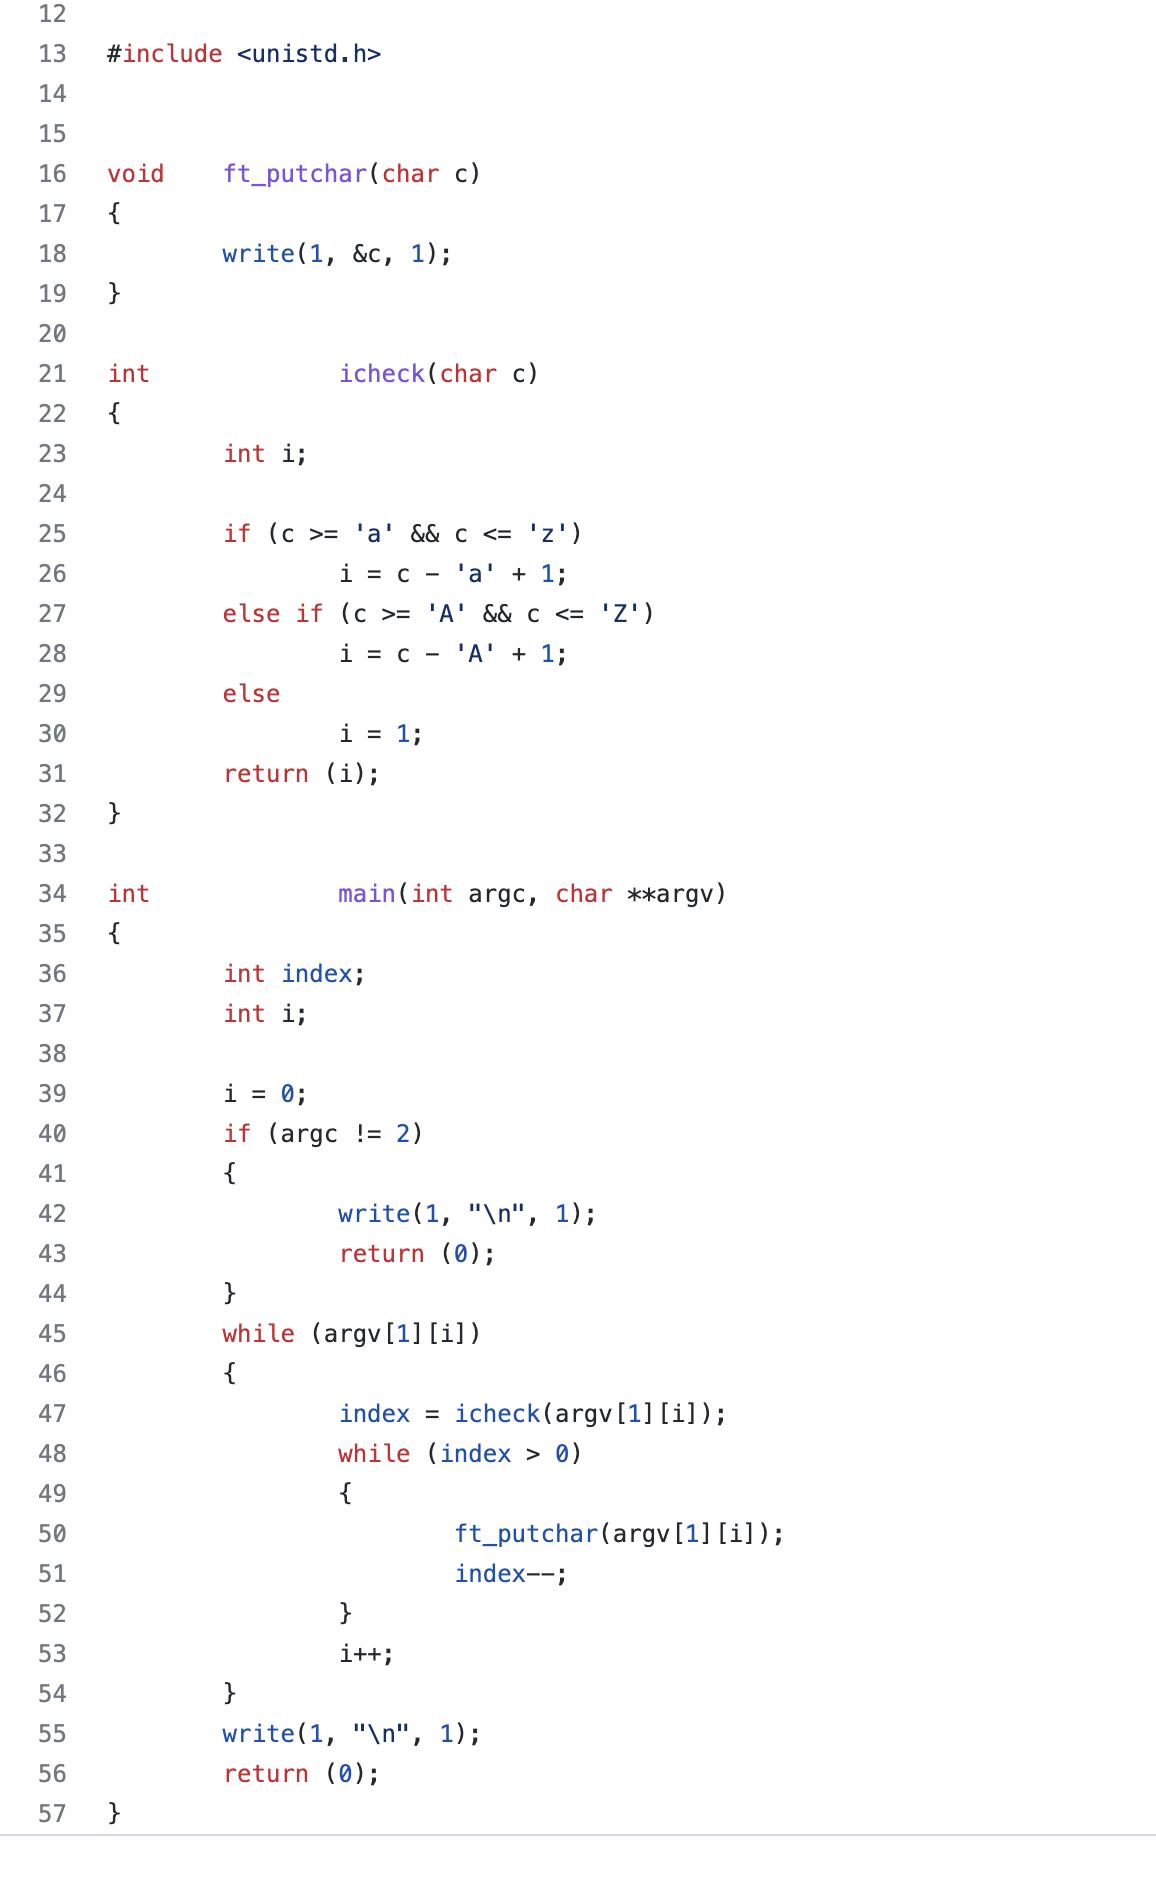 12
13 #include <unistd.h>
14
15
16 void    ft_putchar(char c)
17 {
18         write(1, &c, 1);
19 }
20
21 int             icheck(char c)
22 {
23         int i;
24
25         if (c >= 'a' && c <= 'z')
26                 i = c - 'a' + 1;
27         else if (c >= 'A' && c <= 'Z')
28                 i = c - 'A' + 1;
29         else
30                 i = 1;
31         return (i);
32 }
33
34 int             main(int argc, char **argv)
35 {
36         int index;
37         int i;
38
39         i = 0;
40         if (argc != 2)
41         {
42                 write(1, "\n", 1);
43                 return (0);
44         }
45         while (argv[1][i])
46         {
47                 index = icheck(argv[1][i]);
48                 while (index > 0)
49                 {
50                         ft_putchar(argv[1][i]);
51                         index--;
52                 }
53                 i++;
54         }
55         write(1, "\n", 1);
56         return (0);
57 }